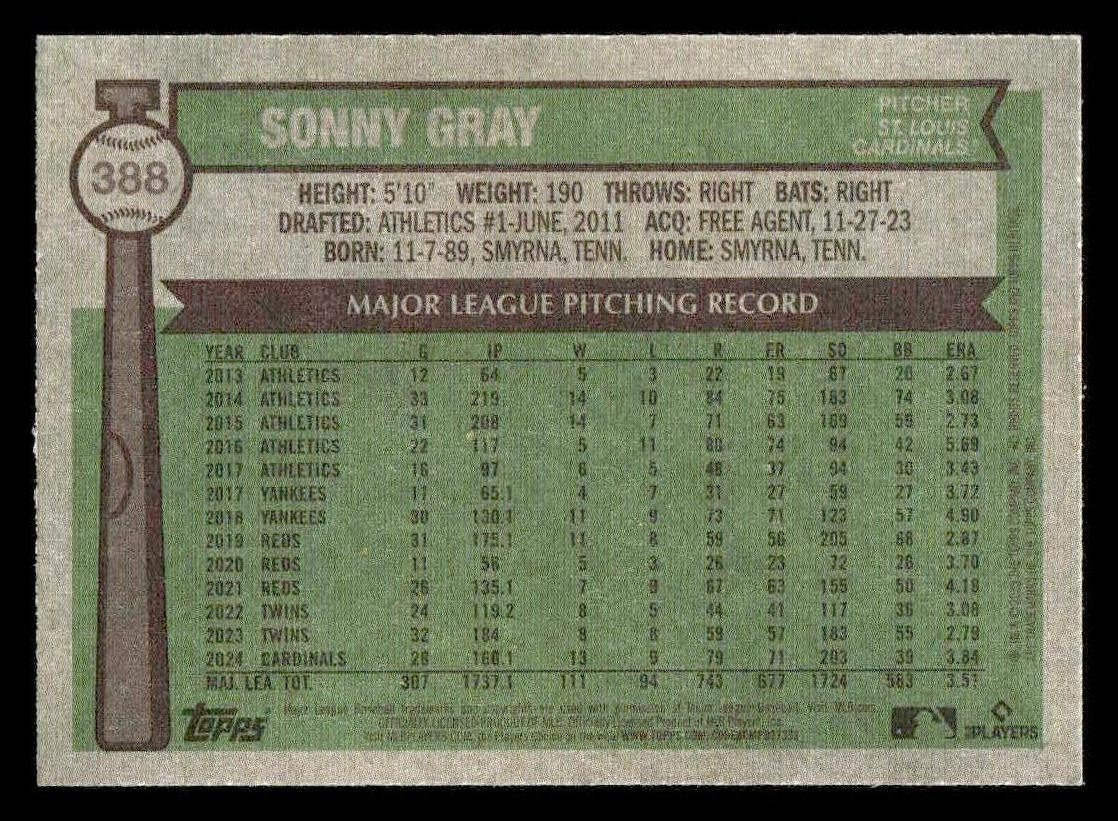 388
SONNY GRAY
PITCHER
ST. LOUIS
CARDINALS
HEIGHT: 5'10" WEIGHT: 190 THROWS: RIGHT BATS: RIGHT
DRAFTED: ATHLETICS #1-JUNE, 2011 ACQ: FREE AGENT, 11-27-23
BORN: 11-7-89, SMYRNA, TENN. HOME: SMYRNA, TENN.
MAJOR LEAGUE PITCHING RECORD
YEAR CLUB G IP W L R ER SO BB ERA
2013 ATHLETICS 12 64 5 3 22 19 67 20 2.67
2014 ATHLETICS 33 219 14 10 84 75 183 74 3.08
2015 ATHLETICS 31 208 14 7 71 63 169 59 2.73
2016 ATHLETICS 22 117 5 11 80 74 94 42 5.69
2017 ATHLETICS 16 97 6 5 48 37 94 30 3.43
2017 YANKEES 11 65.1 4 7 31 27 59 27 3.72
2018 YANKEES 30 130.1 11 9 73 71 123 57 4.90
2019 REDS 31 175.1 11 8 59 56 205 68 2.87
2020 REDS 11 56 5 3 26 23 72 26 3.70
2021 REDS 26 135.1 7 9 67 63 155 50 4.19
2022 TWINS 24 119.2 8 5 44 41 117 36 3.08
2023 TWINS 32 184 8 8 59 57 183 55 2.79
2024 CARDINALS 28 166.1 13 9 79 71 203 39 3.84
MAJ. LEA. TOT. 307 1737.1 111 94 743 677 1724 583 3.51
Topps
PLAYERS